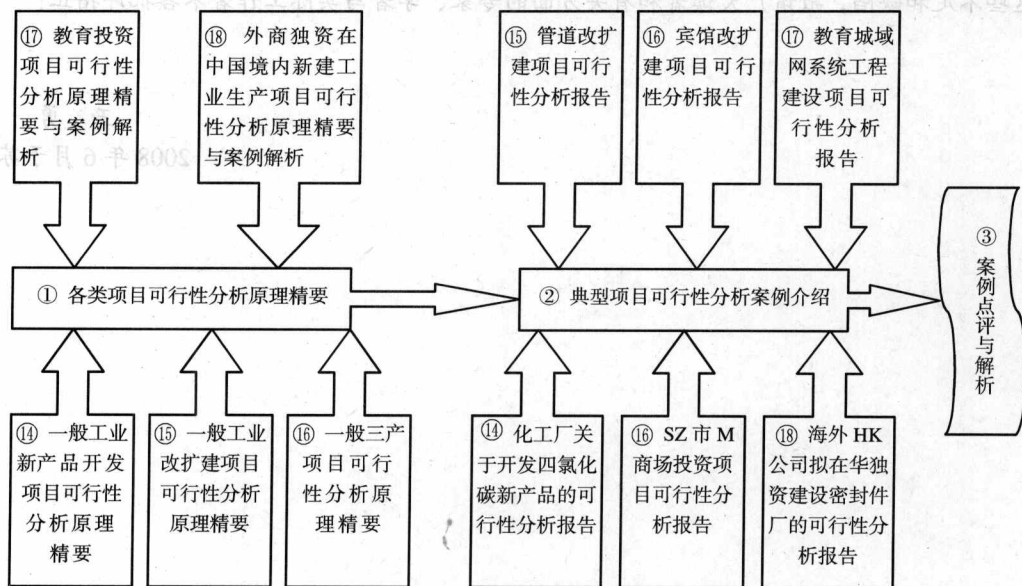 ⑰ 教育投资
项目可行性
分析原理精
要与案例解
析
⑱ 外商独资在
中国境内新建工
业生产项目可行
性分析原理精要
与案例解析
⑮ 管道改扩
建项目可行
性分析报告
⑯ 宾馆改扩
建项目可行
性分析报告
⑰ 教育城域
网系统工程
建设项目可
行性分析
报告
2008年6月
① 各类项目可行性分析原理精要
② 典型项目可行性分析案例介绍
③ 案例点评与解析
⑭ 一般工业
新产品开发
项目可行性
分析原理
精要
⑮ 一般工业
改扩建项目
可行性分析
原理精要
⑯ 一般三产
项目可行
性分析原
理精要
⑭ 化工厂关
于开发四氯化
碳新产品的可
行性分析报告
⑯ SZ 市 M
商场投资项
目可行性分
析报告
⑱ 海外 HK
公司拟在华独
资建设密封件
厂的可行性分
析报告